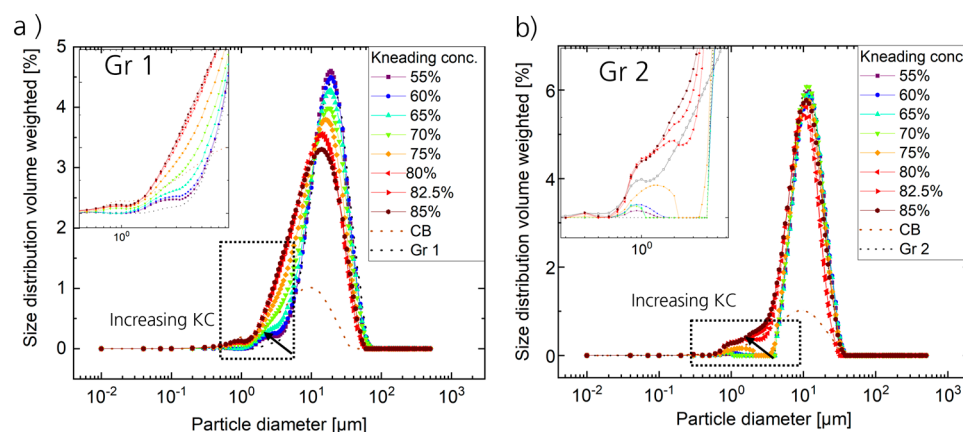 a )
Gr 1
10⁰
Kneading conc.
55%
60%
65%
70%
75%
80%
82.5%
85%
CB
Gr 1
Increasing KC
Size distribution volume weighted [%]
5
4
3
2
1
0
10⁻² 10⁻¹ 10⁰ 10¹ 10² 10³
Particle diameter [µm]
b )
Gr 2
10⁰
Kneading conc.
55%
60%
65%
70%
75%
80%
82.5%
85%
CB
Gr 2
Increasing KC
Size distribution volume weighted [%]
6
4
2
0
10⁻² 10⁻¹ 10⁰ 10¹ 10² 10³
Particle diameter [µm]